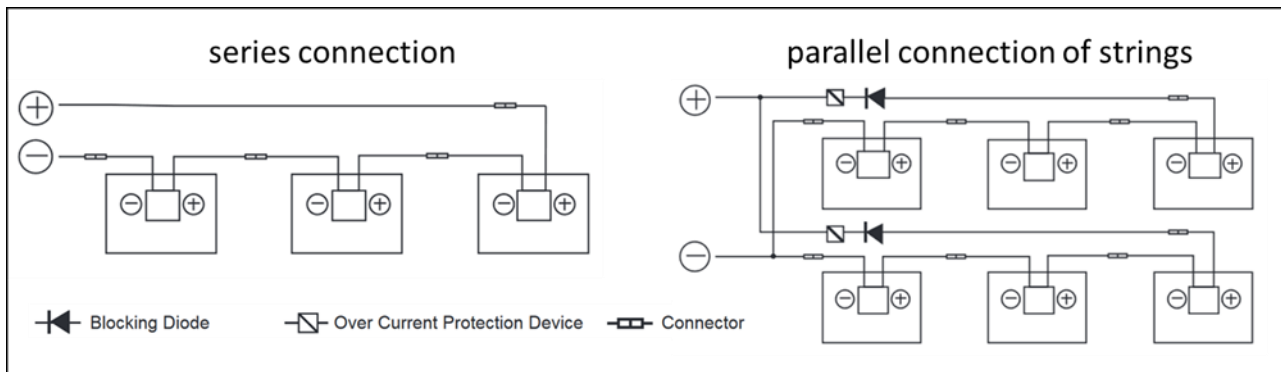 series connection
parallel connection of strings
+
−
− +
− +
− +
+
− +
− +
− +
−
− +
− +
− +
Blocking Diode
Over Current Protection Device
Connector